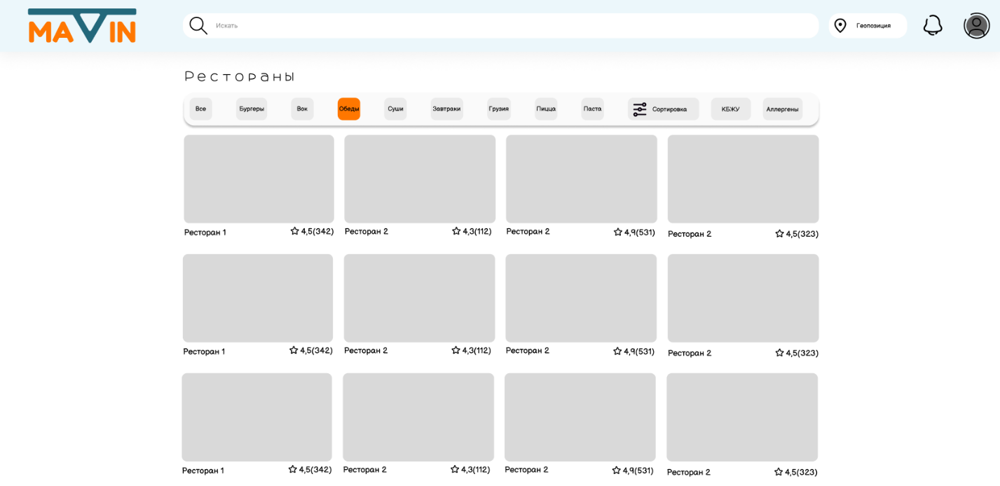 MAVIN
Искать
Геопозиция
Рестораны
Все Бургеры Вок Обеды Суши Завтраки Грузия Пицца Паста Сортировка КБЖУ Аллергены
Ресторан 1 4,5(342) Ресторан 2 4,3(112) Ресторан 2 4,9(531) Ресторан 2 4,5(323)
Ресторан 1 4,5(342) Ресторан 2 4,3(112) Ресторан 2 4,9(531) Ресторан 2 4,5(323)
Ресторан 1 4,5(342) Ресторан 2 4,3(112) Ресторан 2 4,9(531) Ресторан 2 4,5(323)